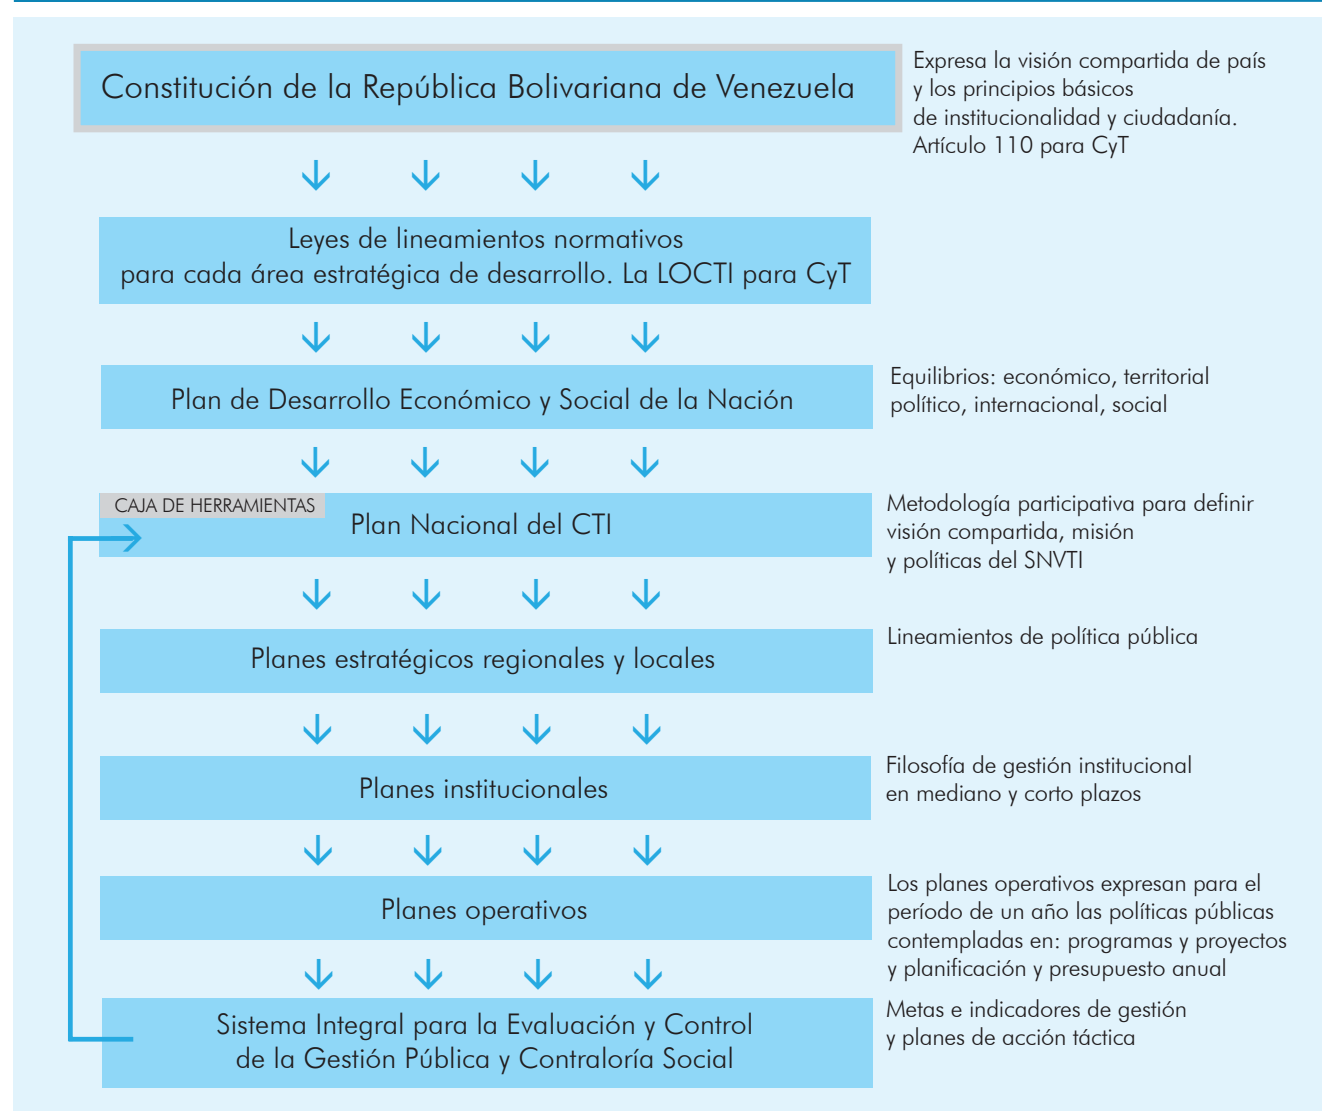 Constitución de la República Bolivariana de Venezuela
Expresa la visión compartida de país
y los principios básicos
de institucionalidad y ciudadanía.
Artículo 110 para CyT
Leyes de lineamientos normativos
para cada área estratégica de desarrollo. La LOCTI para CyT
Plan de Desarrollo Económico y Social de la Nación
Equilibrios: económico, territorial
político, internacional, social
CAJA DE HERRAMIENTAS
Plan Nacional del CTI
Metodología participativa para definir
visión compartida, misión
y políticas del SNVTI
Planes estratégicos regionales y locales
Lineamientos de política pública
Planes institucionales
Filosofía de gestión institucional
en mediano y corto plazos
Planes operativos
Los planes operativos expresan para el
período de un año las políticas públicas
contempladas en: programas y proyectos
y planificación y presupuesto anual
Sistema Integral para la Evaluación y Control
de la Gestión Pública y Contraloría Social
Metas e indicadores de gestión
y planes de acción táctica